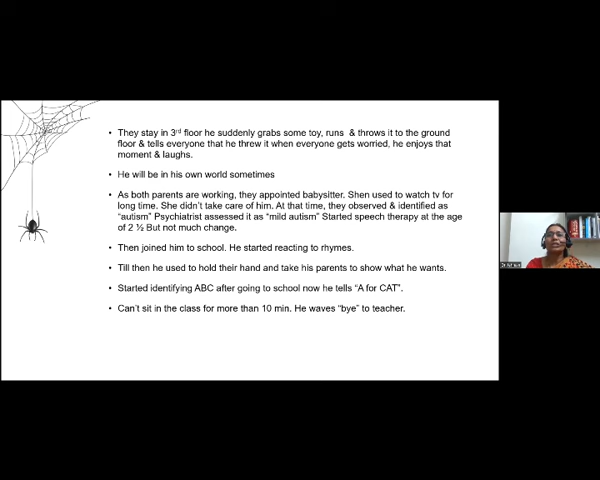 • They stay in 3rd floor he suddenly grabs some toy, runs & throws it to the ground
floor & tells everyone that he threw it when everyone gets worried, he enjoys that
moment & laughs.
• He will be in his own world sometimes
• As both parents are working, they appointed babysitter. Shen used to watch tv for
long time. She didn't take care of him. At that time, they observed & identified as
"autism" Psychiatrist assessed it as "mild autism" Started speech therapy at the age
of 2 ½ But not much change.
• Then joined him to school. He started reacting to rhymes.
• Till then he used to hold their hand and take his parents to show what he wants.
• Started identifying ABC after going to school now he tells "A for CAT".
• Can't sit in the class for more than 10 min. He waves "bye" to teacher.